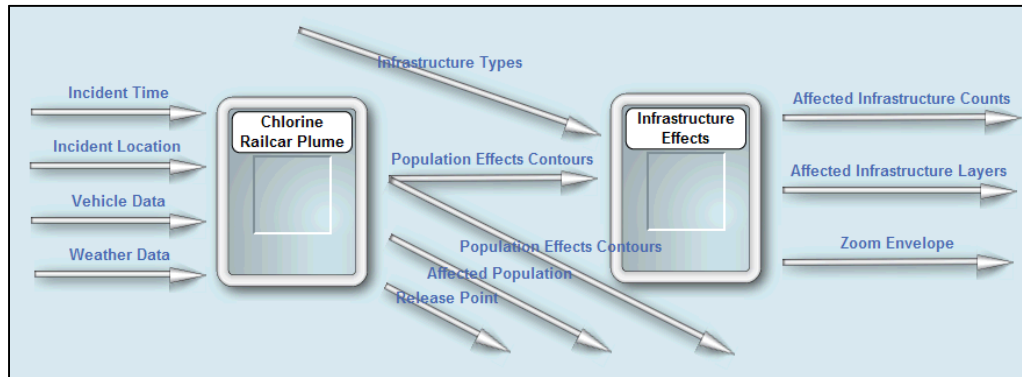 Infrastructure Types
Incident Time
Incident Location
Vehicle Data
Weather Data
Chlorine
Railcar Plume
Population Effects Contours
Population Effects Contours
Affected Population
Release Point
Infrastructure
Effects
Affected Infrastructure Counts
Affected Infrastructure Layers
Zoom Envelope